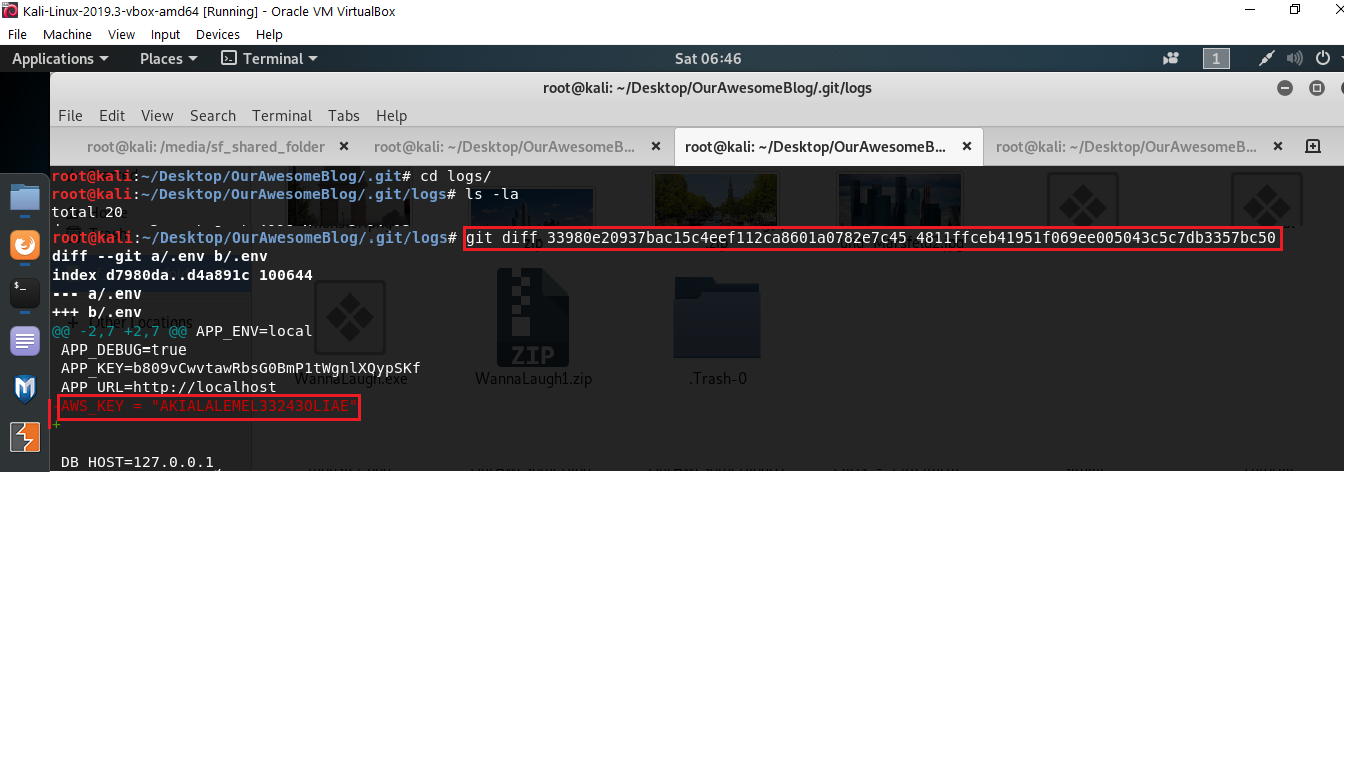 Kali-Linux-2019.3-vbox-amd64 [Running] - Oracle VM VirtualBox
File Machine View Input Devices Help
Applications Places Terminal Sat 06:46 1
root@kali: ~/Desktop/OurAwesomeBlog/.git/logs
File Edit View Search Terminal Tabs Help
root@kali: /media/sf_shared_folder root@kali: ~/Desktop/OurAwesomeB... root@kali: ~/Desktop/OurAwesomeB... root@kali: ~/Desktop/OurAwesomeB...
root@kali:~/Desktop/OurAwesomeBlog/.git# cd logs/
root@kali:~/Desktop/OurAwesomeBlog/.git/logs# ls -la
total 20
root@kali:~/Desktop/OurAwesomeBlog/.git/logs# git diff 33980e20937bac15c4eef112ca8601a0782e7c45 4811ffceb41951f069ee005043c5c7db3357bc50
diff --git a/.env b/.env
index d7980da..d4a891c 100644
--- a/.env
+++ b/.env
@@ -2,7 +2,7 @@ APP_ENV=local
APP_DEBUG=true
APP_KEY=b809vCwvtawRbsG0BmP1tWgnlXQypSKf
APP_URL=http://localhost
-AWS_KEY = "AKIALALEMEL33243OLIAE"
+
DB_HOST=127.0.0.1
Other Locations
ZIP
WannaLaugh.exe WannaLaugh1.zip .Trash-0